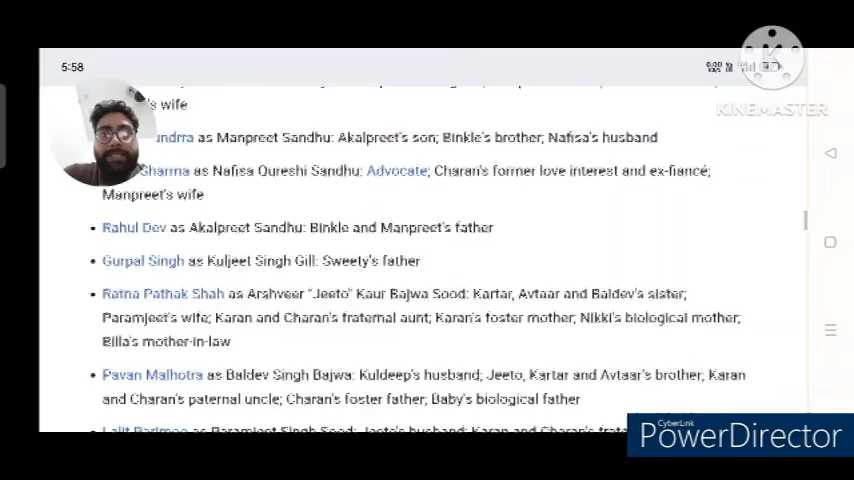 5:58
KINEMASTER
's wife
undrra as Manpreet Sandhu: Akalpreet's son; Binkle's brother; Nafisa's husband
Sharma as Nafisa Qureshi Sandhu: Advocate; Charan's former love interest and ex-fiancé;
Manpreet's wife
• Rahul Dev as Akalpreet Sandhu: Binkle and Manpreet's father
• Gurpal Singh as Kuljeet Singh Gill: Sweety's father
• Ratna Pathak Shah as Arshveer "Jeeto" Kaur Bajwa Sood: Kartar, Avtaar and Baldev's sister;
Paramjeet's wife; Karan and Charan's fraternal aunt; Karan's foster mother; Nikki's biological mother;
Billa's mother-in-law
• Pavan Malhotra as Baldev Singh Bajwa: Kuldeep's husband; Jeeto, Kartar and Avtaar's brother; Karan
and Charan's paternal uncle; Charan's foster father; Baby's biological father
CyberLink
PowerDirector